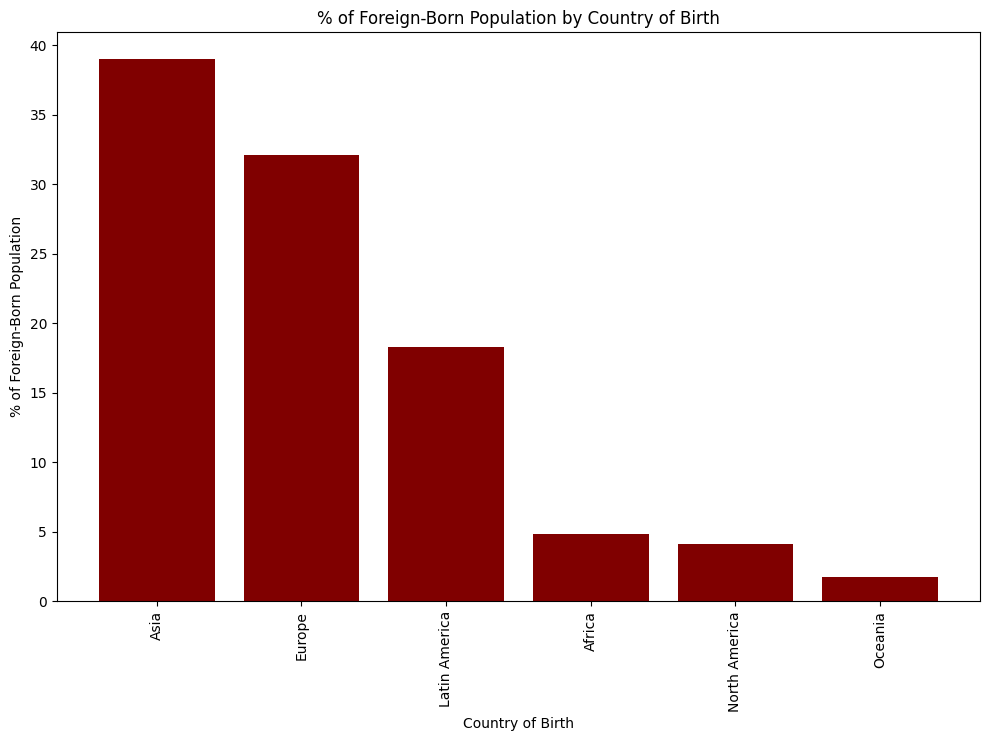 % of Foreign-Born Population by Country of Birth
% of Foreign-Born Population
40
35
30
25
20
15
10
5
0
Asia
Europe
Latin America
Africa
North America
Oceania
Country of Birth